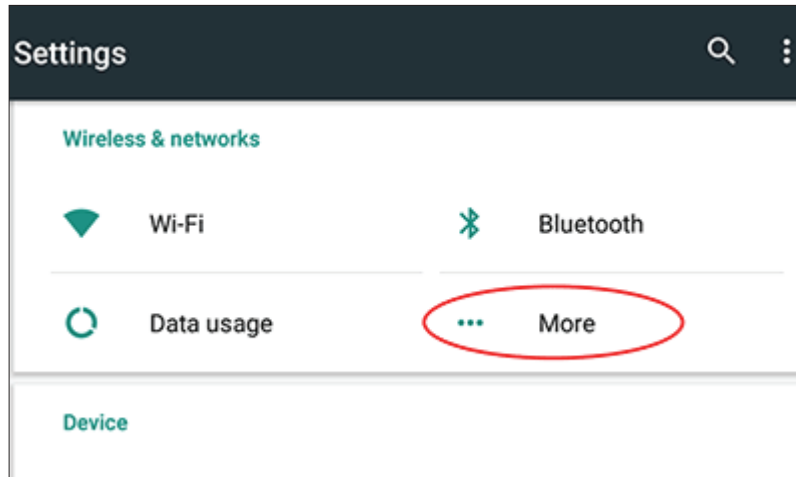 Settings
Wireless & networks
Wi-Fi
Bluetooth
Data usage
More
Device